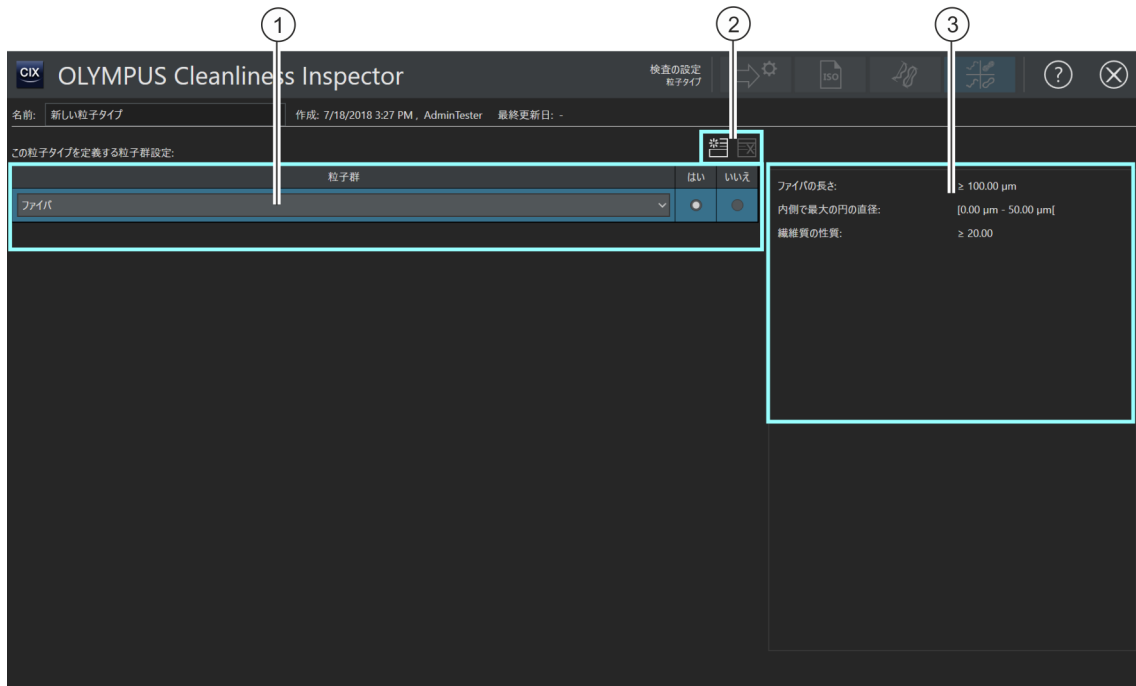 1 2 3
CIX OLYMPUS Cleanliness Inspector
検査の設定
粒子タイプ
ISO
?
名前: 新しい粒子タイプ 作成: 7/18/2018 3:27 PM , AdminTester 最終更新日: -
この粒子タイプを定義する粒子群設定:
粒子群 はい いいえ
ファイバ
ファイバの長さ: ≥ 100.00 µm
内側で最大の円の直径: [0.00 µm - 50.00 µm[
繊維質の性質: ≥ 20.00